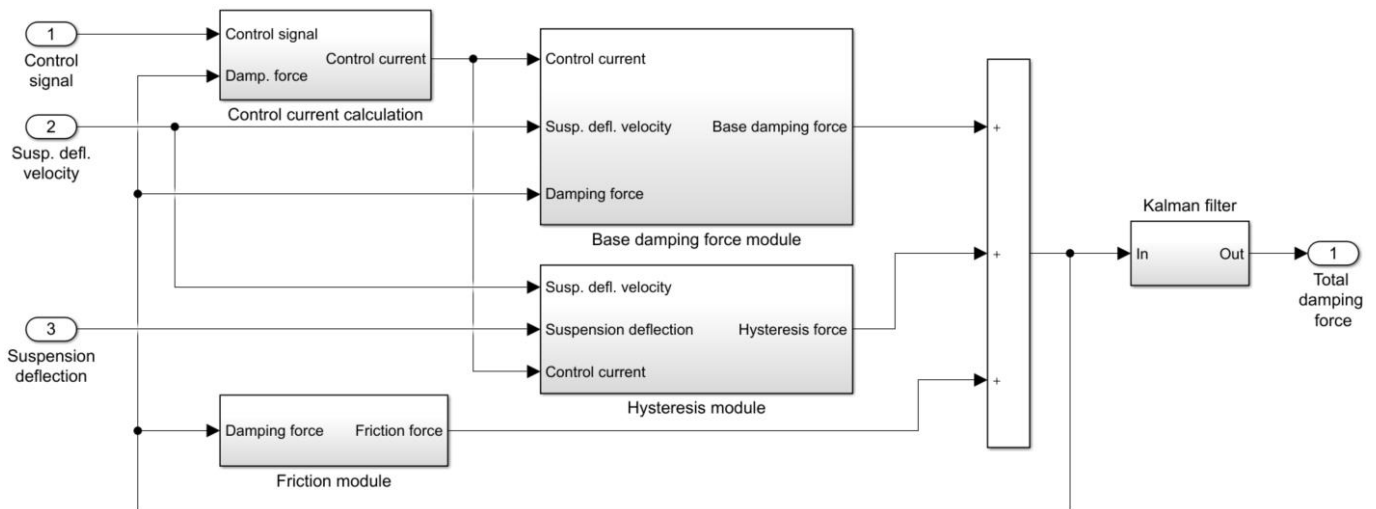 1
Control
signal
2
Susp. defl.
velocity
3
Suspension
deflection
Control signal
Damp. force
Control current
Control current calculation
Control current
Susp. defl. velocity
Damping force
Base damping force
Base damping force module
Susp. defl. velocity
Suspension deflection
Control current
Hysteresis force
Hysteresis module
Damping force
Friction force
Friction module
+
+
+
Kalman filter
In
Out
1
Total
damping
force